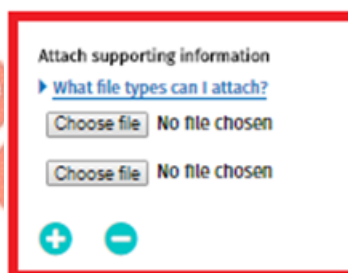 Attach supporting information
What file types can I attach?
Choose file No file chosen
Choose file No file chosen